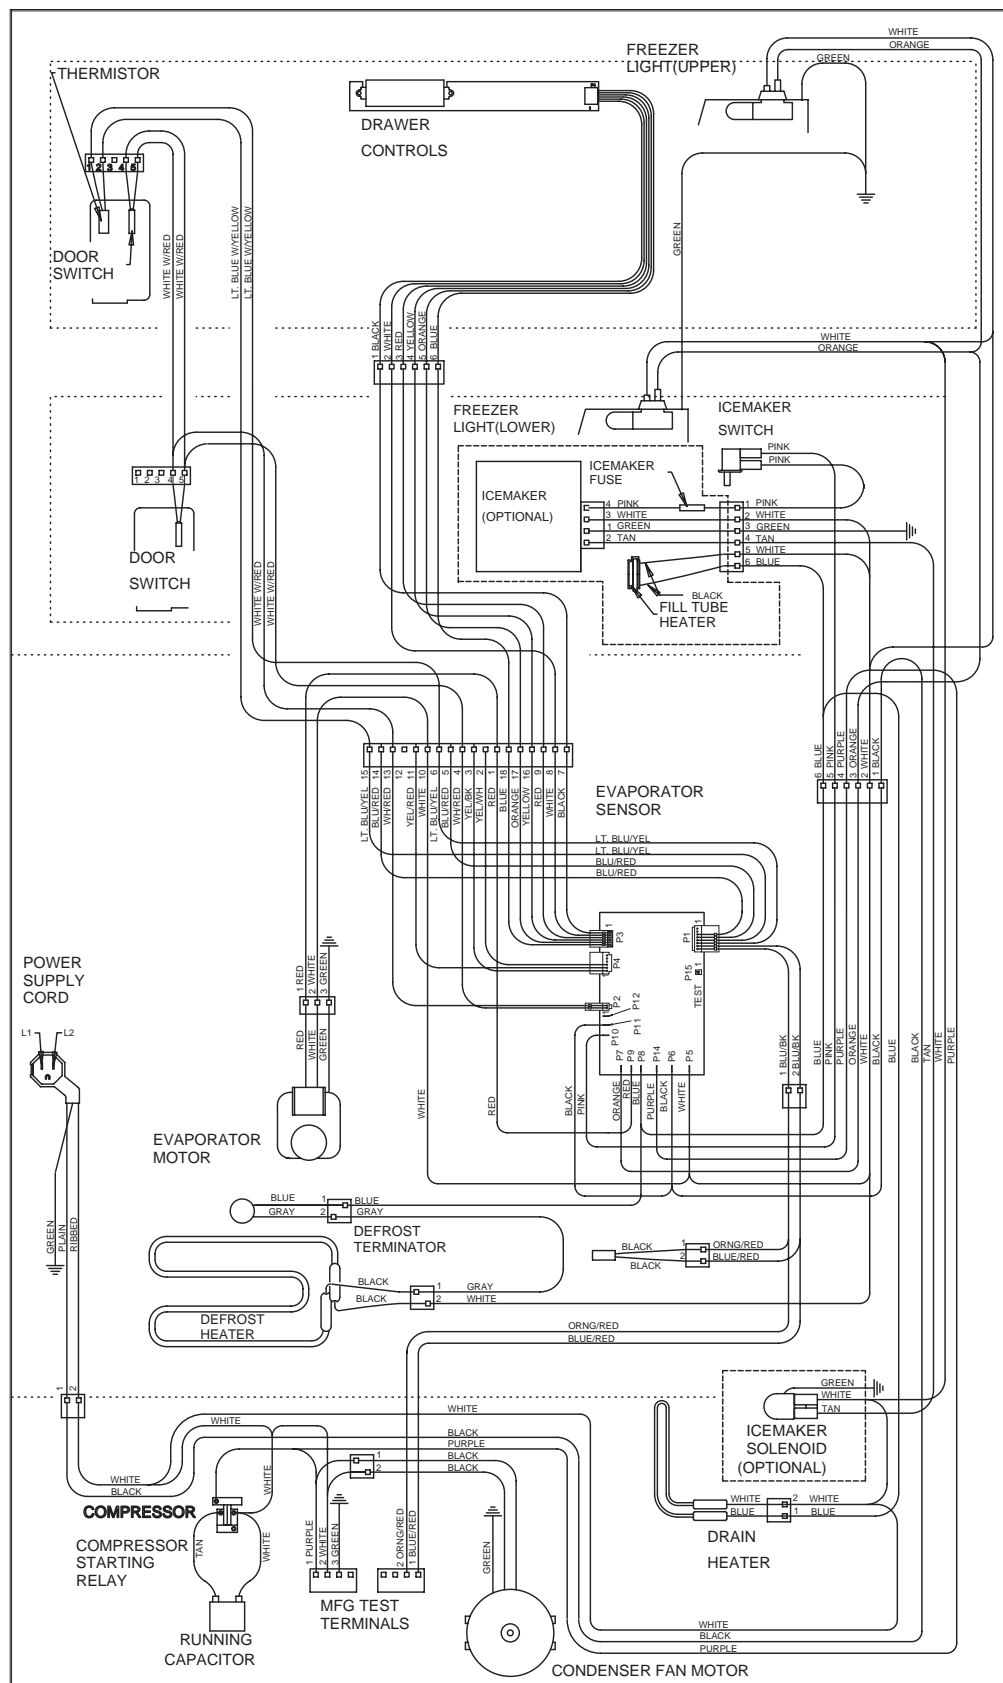 WHITE
ORANGE
GREEN
FREEZER
LIGHT(UPPER)
THERMISTOR
DRAWER
CONTROLS
1 2 3 4 5
DOOR
SWITCH
WHITE W/RED
WHITE W/RED
LT. BLUE W/YELLOW
LT. BLUE W/YELLOW
GREEN
1 BLACK
2 WHITE
3 RED
4 YELLOW
5 ORANGE
6 BLUE
WHITE
ORANGE
FREEZER
LIGHT(LOWER)
ICEMAKER
SWITCH
PINK
PINK
ICEMAKER
FUSE
ICEMAKER
(OPTIONAL)
4 PINK
3 WHITE
1 GREEN
2 TAN
1 PINK
2 WHITE
3 GREEN
4 TAN
5 WHITE
6 BLUE
BLACK
FILL TUBE
HEATER
1 2 3 4 5
DOOR
SWITCH
WHITE W/RED
WHITE W/RED
15 LT. BLU/YEL
14 BLU/RED
13 WH/RED
12
11 YEL/RED
10 WHITE
6 LT. BLU/YEL
5 BLU/RED
4 WH/RED
3 YEL/BK
2 YEL/WH
1 RED
18 BLUE
17 ORANGE
16 YELLOW
9 RED
8 WHITE
7 BLACK
EVAPORATOR
SENSOR
6 BLUE
5 PINK
4 PURPLE
3 ORANGE
2 WHITE
1 BLACK
LT. BLU/YEL
LT. BLU/YEL
BLU/RED
BLU/RED
1
P3
P4
P2
P12
P11
P10
P7
P9
P8
P14
P6
P5
1
P1
P15
TEST 1
POWER
SUPPLY
CORD
L1
L2
1 RED
2 WHITE
3 GREEN
RED
WHITE
GREEN
EVAPORATOR
MOTOR
WHITE
RED
BLACK
PINK
ORANGE
RED
BLUE
PURPLE
BLACK
WHITE
1 BLU/BK
2 BLU/BK
BLUE
PINK
PURPLE
ORANGE
WHITE
BLACK
BLUE
BLACK
TAN
WHITE
PURPLE
GREEN
PLAIN
RIBBED
BLUE
GRAY
1
2
BLUE
GRAY
DEFROST
TERMINATOR
BLACK
BLACK
1
2
ORNG/RED
BLUE/RED
BLACK
BLACK
1
2
GRAY
WHITE
DEFROST
HEATER
ORNG/RED
BLUE/RED
1
2
WHITE
WHITE
BLACK
PURPLE
BLACK
BLACK
1
2
WHITE
BLACK
WHITE
COMPRESSOR
COMPRESSOR
STARTING
RELAY
TAN
WHITE
1 PURPLE
2 WHITE
3 GREEN
2 ORNG/RED
1 BLUE/RED
GREEN
MFG TEST
TERMINALS
RUNNING
CAPACITOR
CONDENSER FAN MOTOR
GREEN
WHITE
TAN
ICEMAKER
SOLENOID
(OPTIONAL)
WHITE
BLUE
2
1
WHITE
BLUE
DRAIN
HEATER
WHITE
BLACK
PURPLE